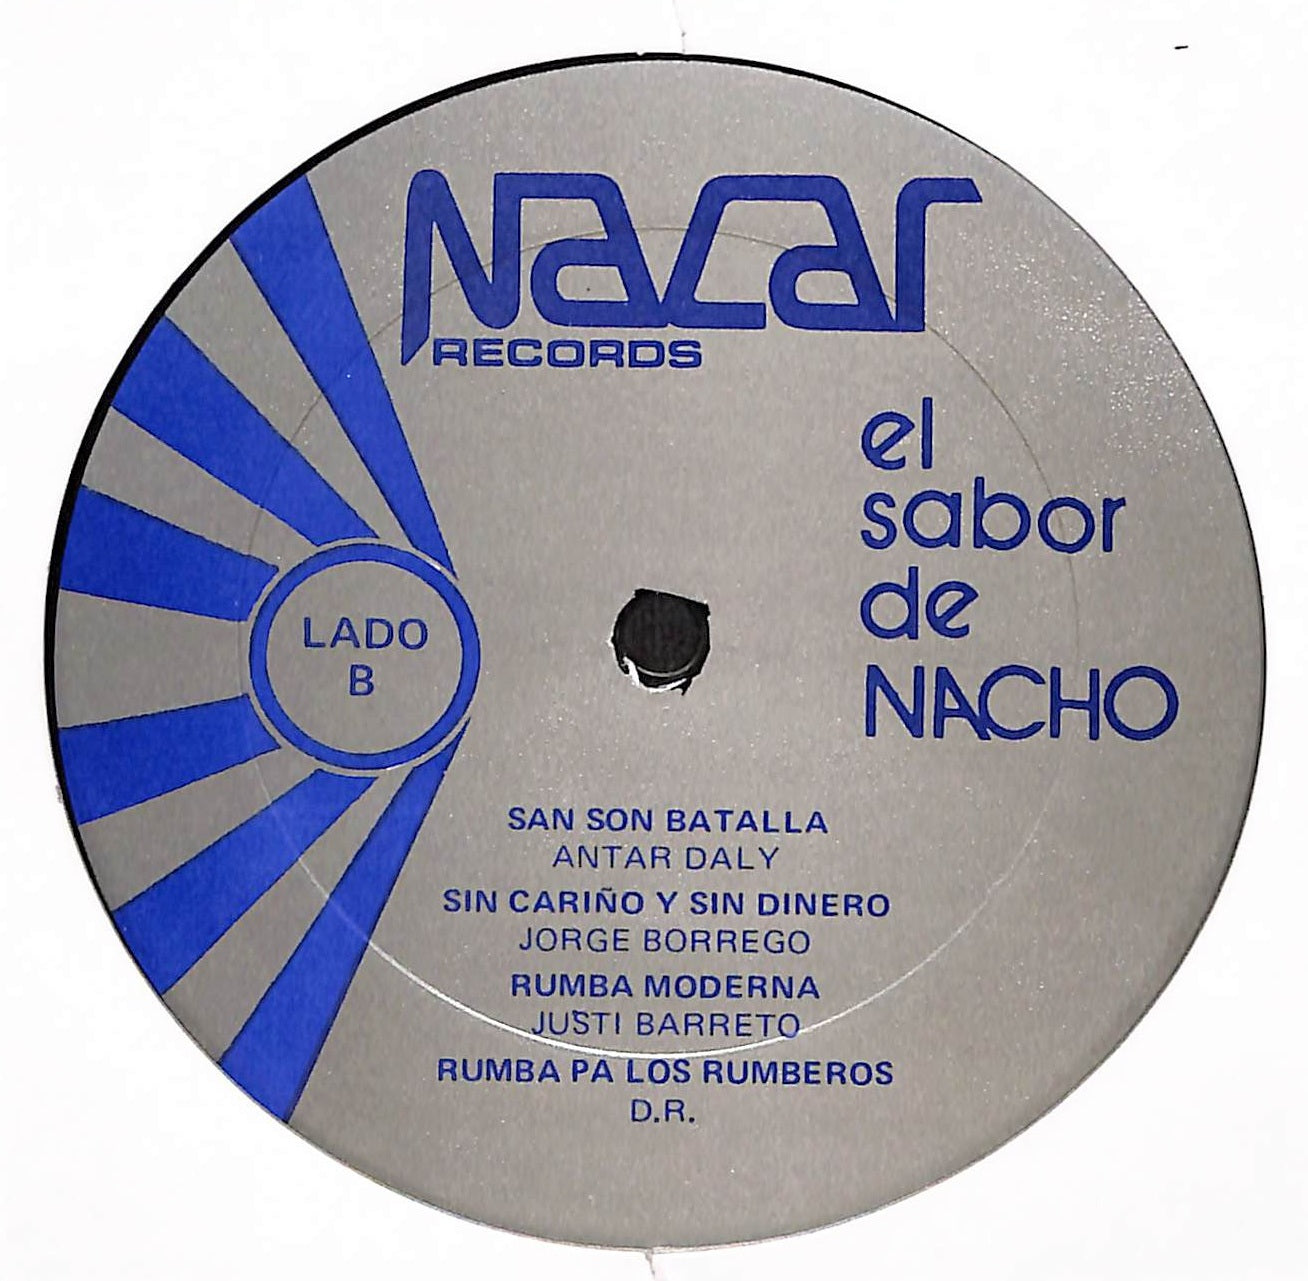 Nacar
RECORDS
el
sabor
de
NACHO
LADO
B
SAN SON BATALLA
ANTAR DALY
SIN CARIÑO Y SIN DINERO
JORGE BORREGO
RUMBA MODERNA
JUSTI BARRETO
RUMBA PA LOS RUMBEROS
D.R.